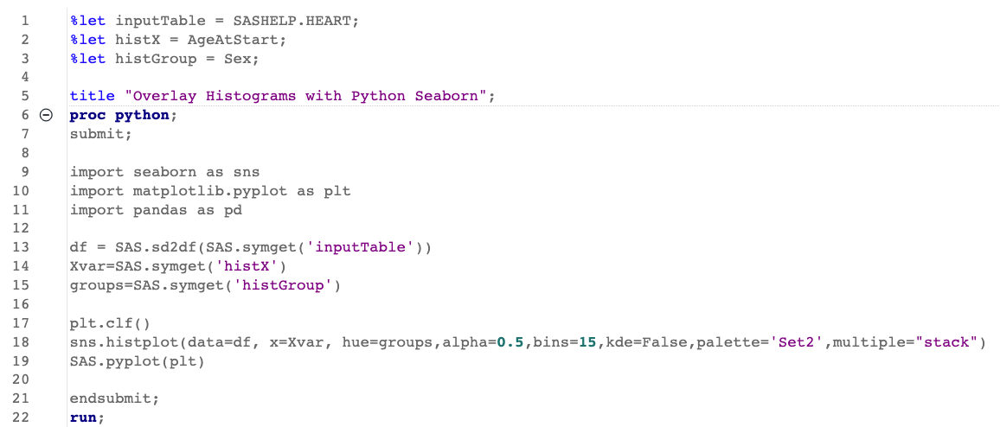 1 %let inputTable = SASHELP.HEART;
2 %let histX = AgeAtStart;
3 %let histGroup = Sex;
4
5 title "Overlay Histograms with Python Seaborn";
6 proc python;
7 submit;
8
9 import seaborn as sns
10 import matplotlib.pyplot as plt
11 import pandas as pd
12
13 df = SAS.sd2df(SAS.symget('inputTable'))
14 Xvar=SAS.symget('histX')
15 groups=SAS.symget('histGroup')
16
17 plt.clf()
18 sns.histplot(data=df, x=Xvar, hue=groups,alpha=0.5,bins=15,kde=False,palette='Set2',multiple="stack")
19 SAS.pyplot(plt)
20
21 endsubmit;
22 run;